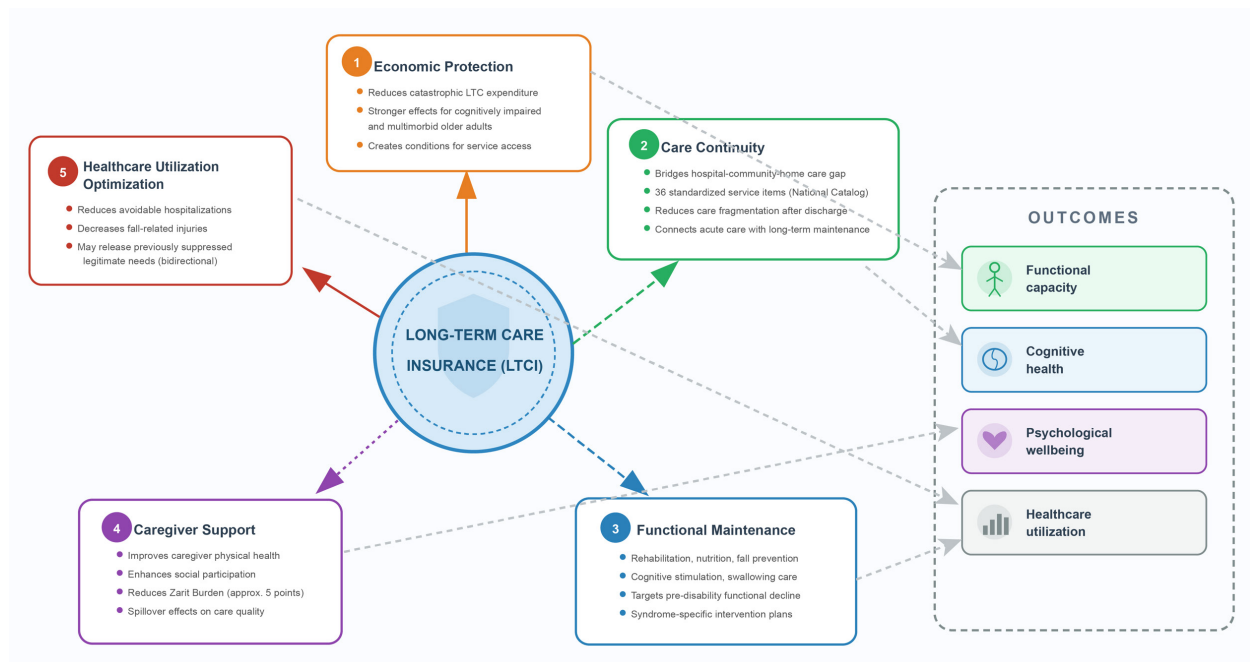 1
Economic Protection
Reduces catastrophic LTC expenditure
Stronger effects for cognitively impaired
and multimorbid older adults
Creates conditions for service access
2
Care Continuity
Bridges hospital-community-home care gap
36 standardized service items (National Catalog)
Reduces care fragmentation after discharge
Connects acute care with long-term maintenance
5
Healthcare Utilization
Optimization
Reduces avoidable hospitalizations
Decreases fall-related injuries
May release previously suppressed
legitimate needs (bidirectional)
LONG-TERM CARE
INSURANCE (LTCI)
4
Caregiver Support
Improves caregiver physical health
Enhances social participation
Reduces Zarit Burden (approx. 5 points)
Spillover effects on care quality
3
Functional Maintenance
Rehabilitation, nutrition, fall prevention
Cognitive stimulation, swallowing care
Targets pre-disability functional decline
Syndrome-specific intervention plans
OUTCOMES
Functional
capacity
Cognitive
health
Psychological
wellbeing
Healthcare
utilization